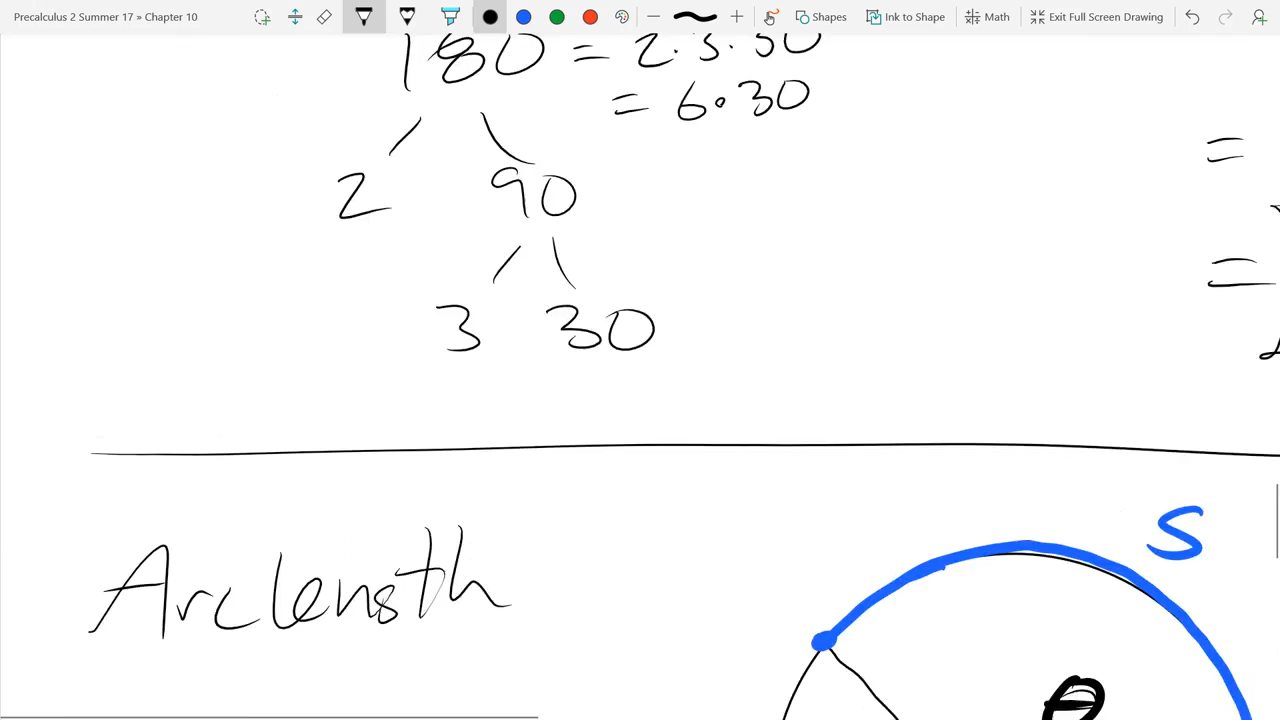 Precalculus 2 Summer 17 » Chapter 10
Shapes
Ink to Shape
Math
Exit Full Screen Drawing
180 = 2·3·30
= 6·30
2 90
3 30
=
=
Arclength
S
θ